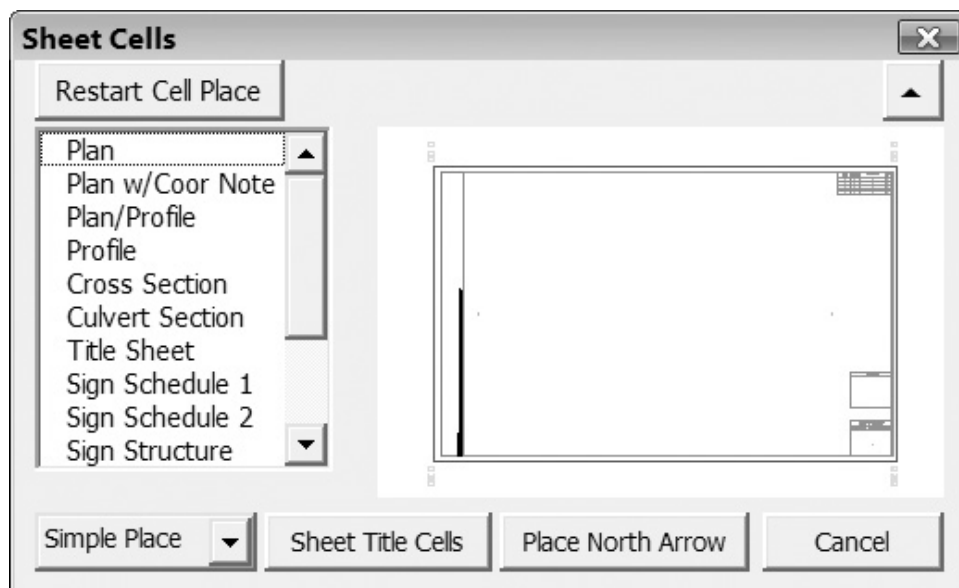 Sheet Cells
Restart Cell Place
Plan
Plan w/Coor Note
Plan/Profile
Profile
Cross Section
Culvert Section
Title Sheet
Sign Schedule 1
Sign Schedule 2
Sign Structure
Simple Place
Sheet Title Cells
Place North Arrow
Cancel